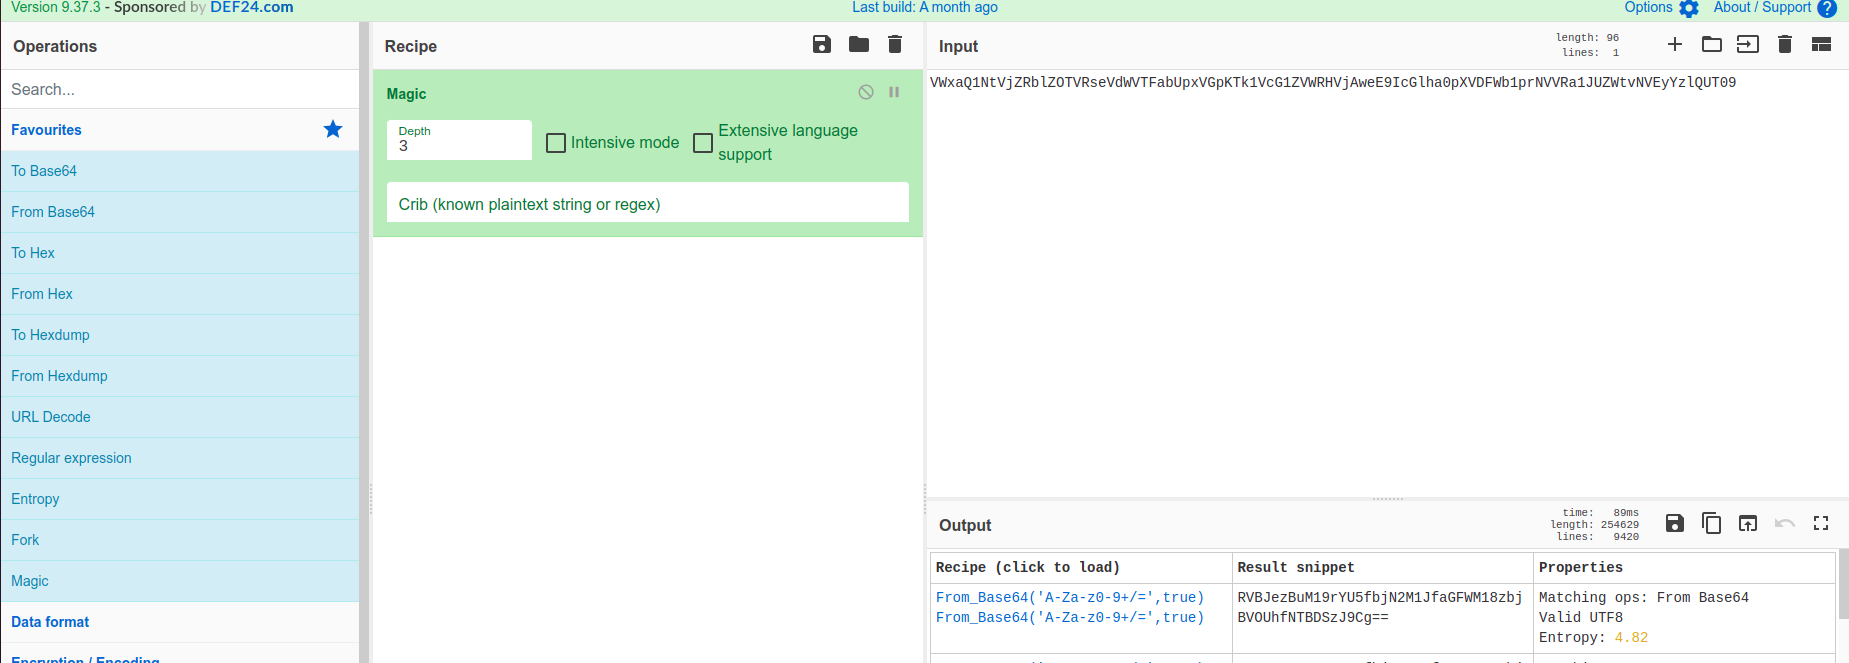 Version 9.37.3 - Sponsored by DEF24.com
Last build: A month ago
Options
About / Support
Operations
Search...
Favourites
To Base64
From Base64
To Hex
From Hex
To Hexdump
From Hexdump
URL Decode
Regular expression
Entropy
Fork
Magic
Data format
Encryption / Encoding
Recipe
Magic
Depth
3
Intensive mode
Extensive language
support
Crib (known plaintext string or regex)
Input
length: 96
lines: 1
VWxaQ1NtVjZRblZOTVRseVdWVTFabUpxVGpKTk1VcG1ZVWRHVjAweE9IcGlha0pXVDFWb1prNVVRa1JUZWtvNVEyYzlQUT09
Output
time: 89ms
length: 254629
lines: 9420
Recipe (click to load)
Result snippet
Properties
From_Base64('A-Za-z0-9+/=',true)
From_Base64('A-Za-z0-9+/=',true)
RVBJezBuM19rYU5fbjN2M1JfaGFWM18zbj
BVOUhfNTBDSzJ9Cg==
Matching ops: From Base64
Valid UTF8
Entropy: 4.82